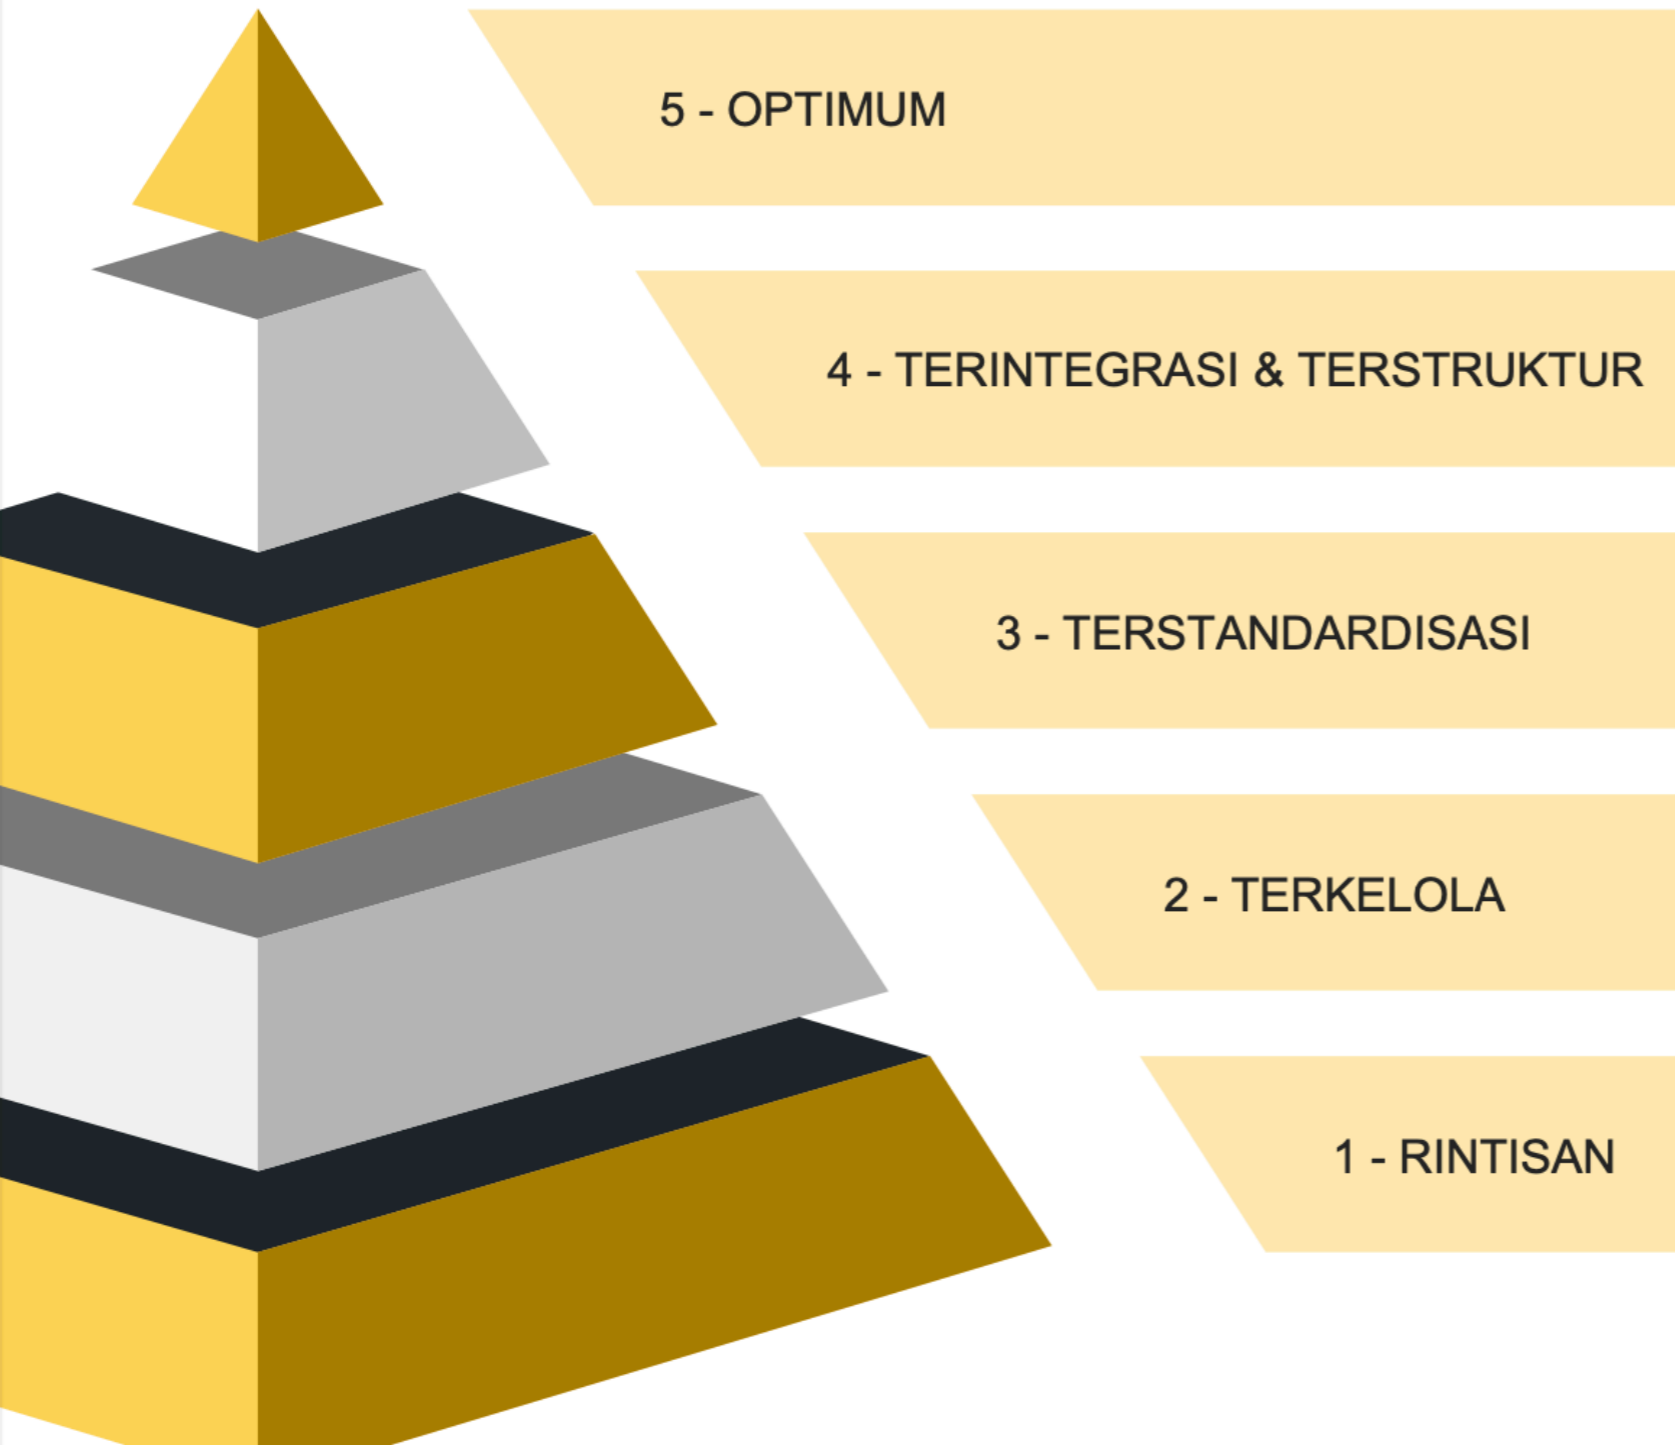 5 - OPTIMUM
4 - TERINTEGRASI & TERSTRUKTUR
3 - TERSTANDARDISASI
2 - TERKELOLA
1 - RINTISAN